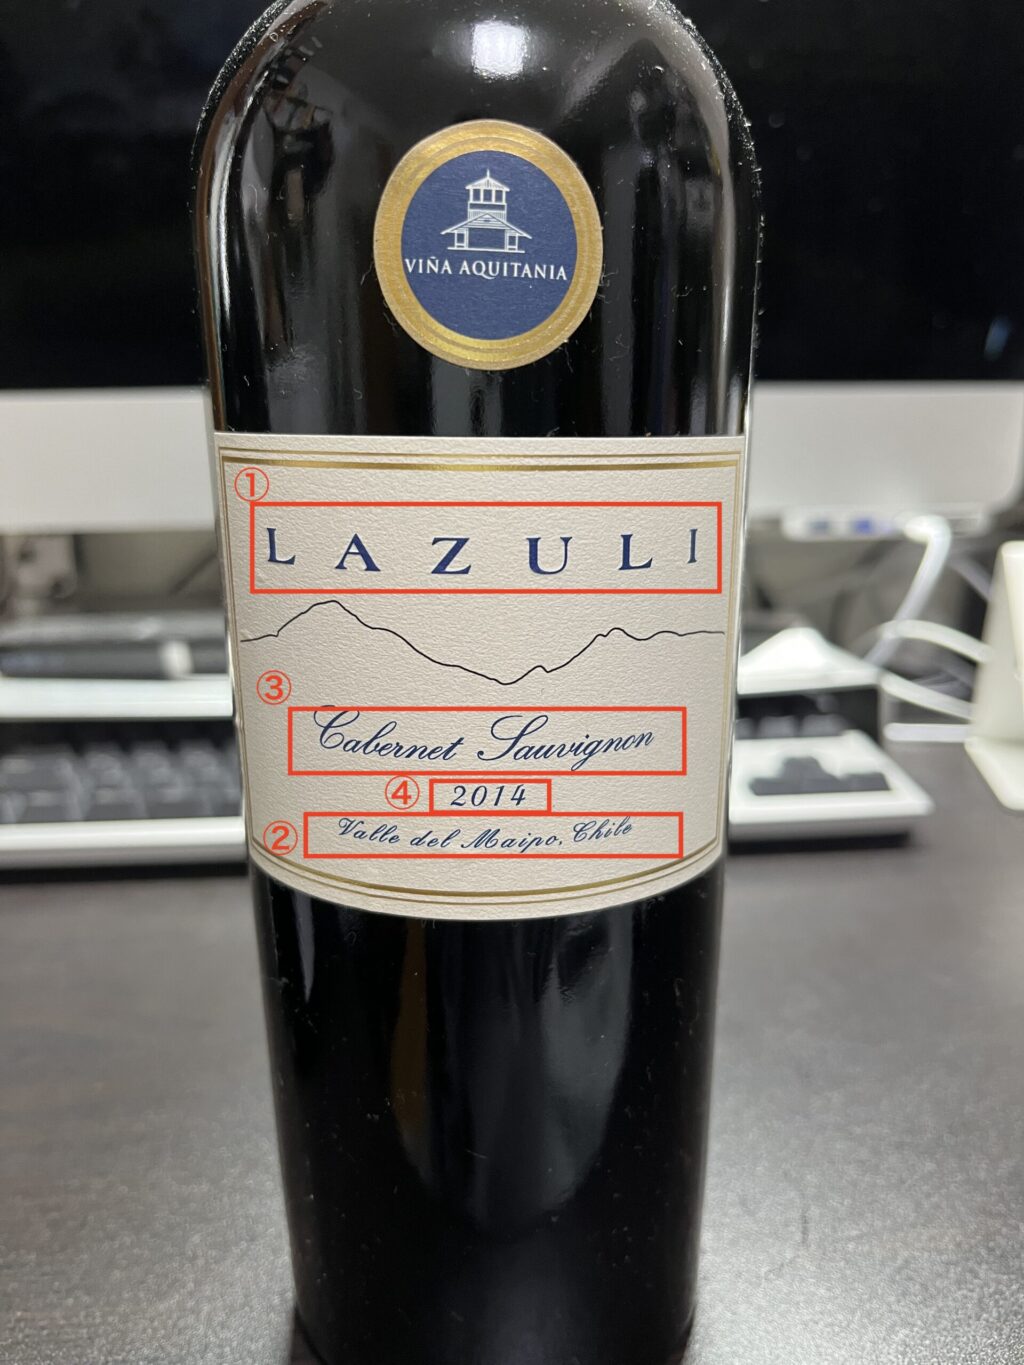 VIÑA AQUITANIA
①
LAZULI
③
Cabernet Sauvignon
④
2014
②
Valle del Maipo, Chile